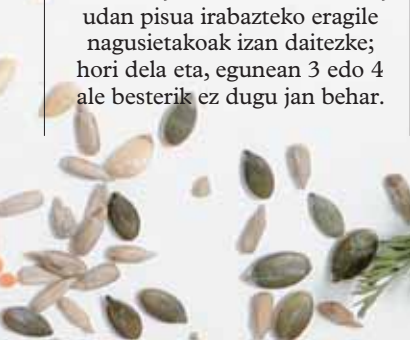 udan pisua irabazteko eragile
nagusietakoak izan daitezke;
hori dela eta, egunean 3 edo 4
ale besterik ez dugu jan behar.